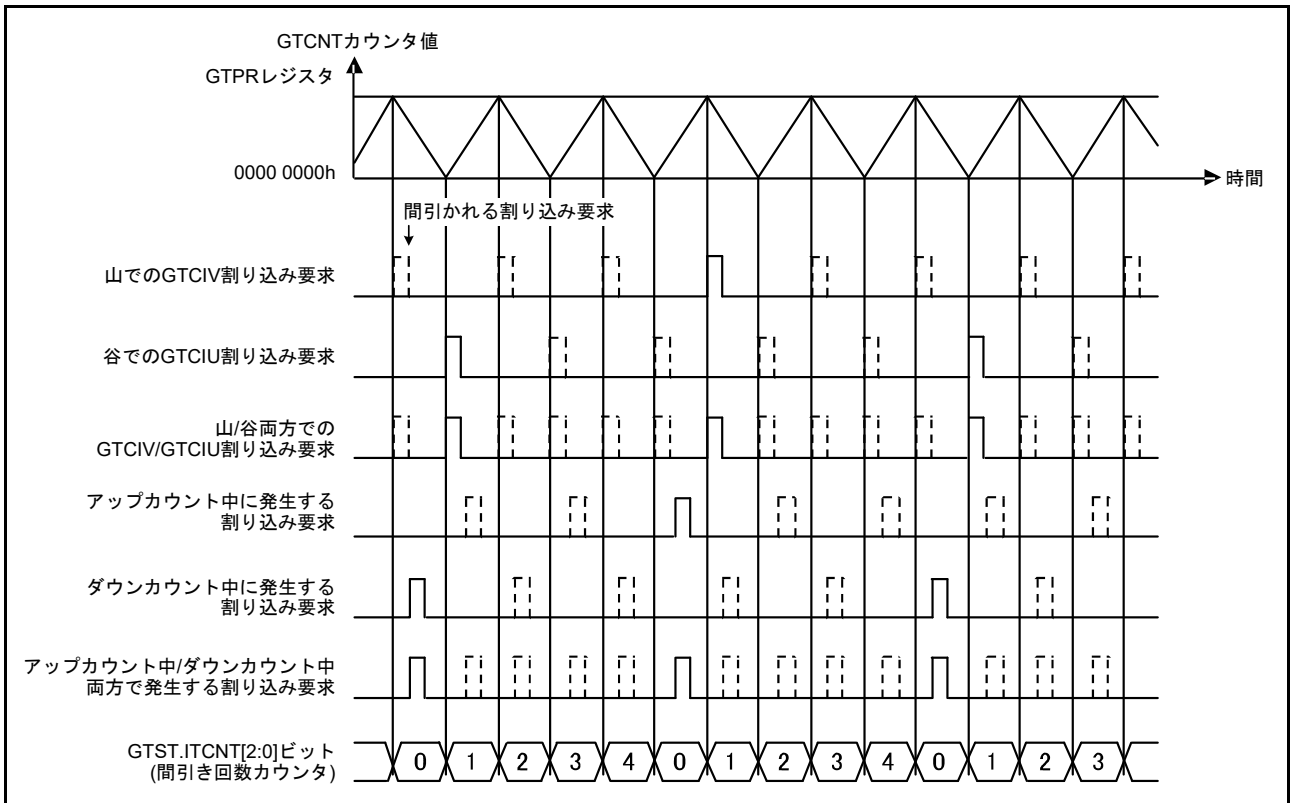 GTCNTカウンタ値
GTPRレジスタ
0000 0000h
時間
間引かれる割り込み要求
山でのGTCIV割り込み要求
谷でのGTCIU割り込み要求
山/谷両方での
GTCIV/GTCIU割り込み要求
アップカウント中に発生する
割り込み要求
ダウンカウント中に発生する
割り込み要求
アップカウント中/ダウンカウント中
両方で発生する割り込み要求
GTST.ITCNT[2:0]ビット
(間引き回数カウンタ)
0 1 2 3 4 0 1 2 3 4 0 1 2 3